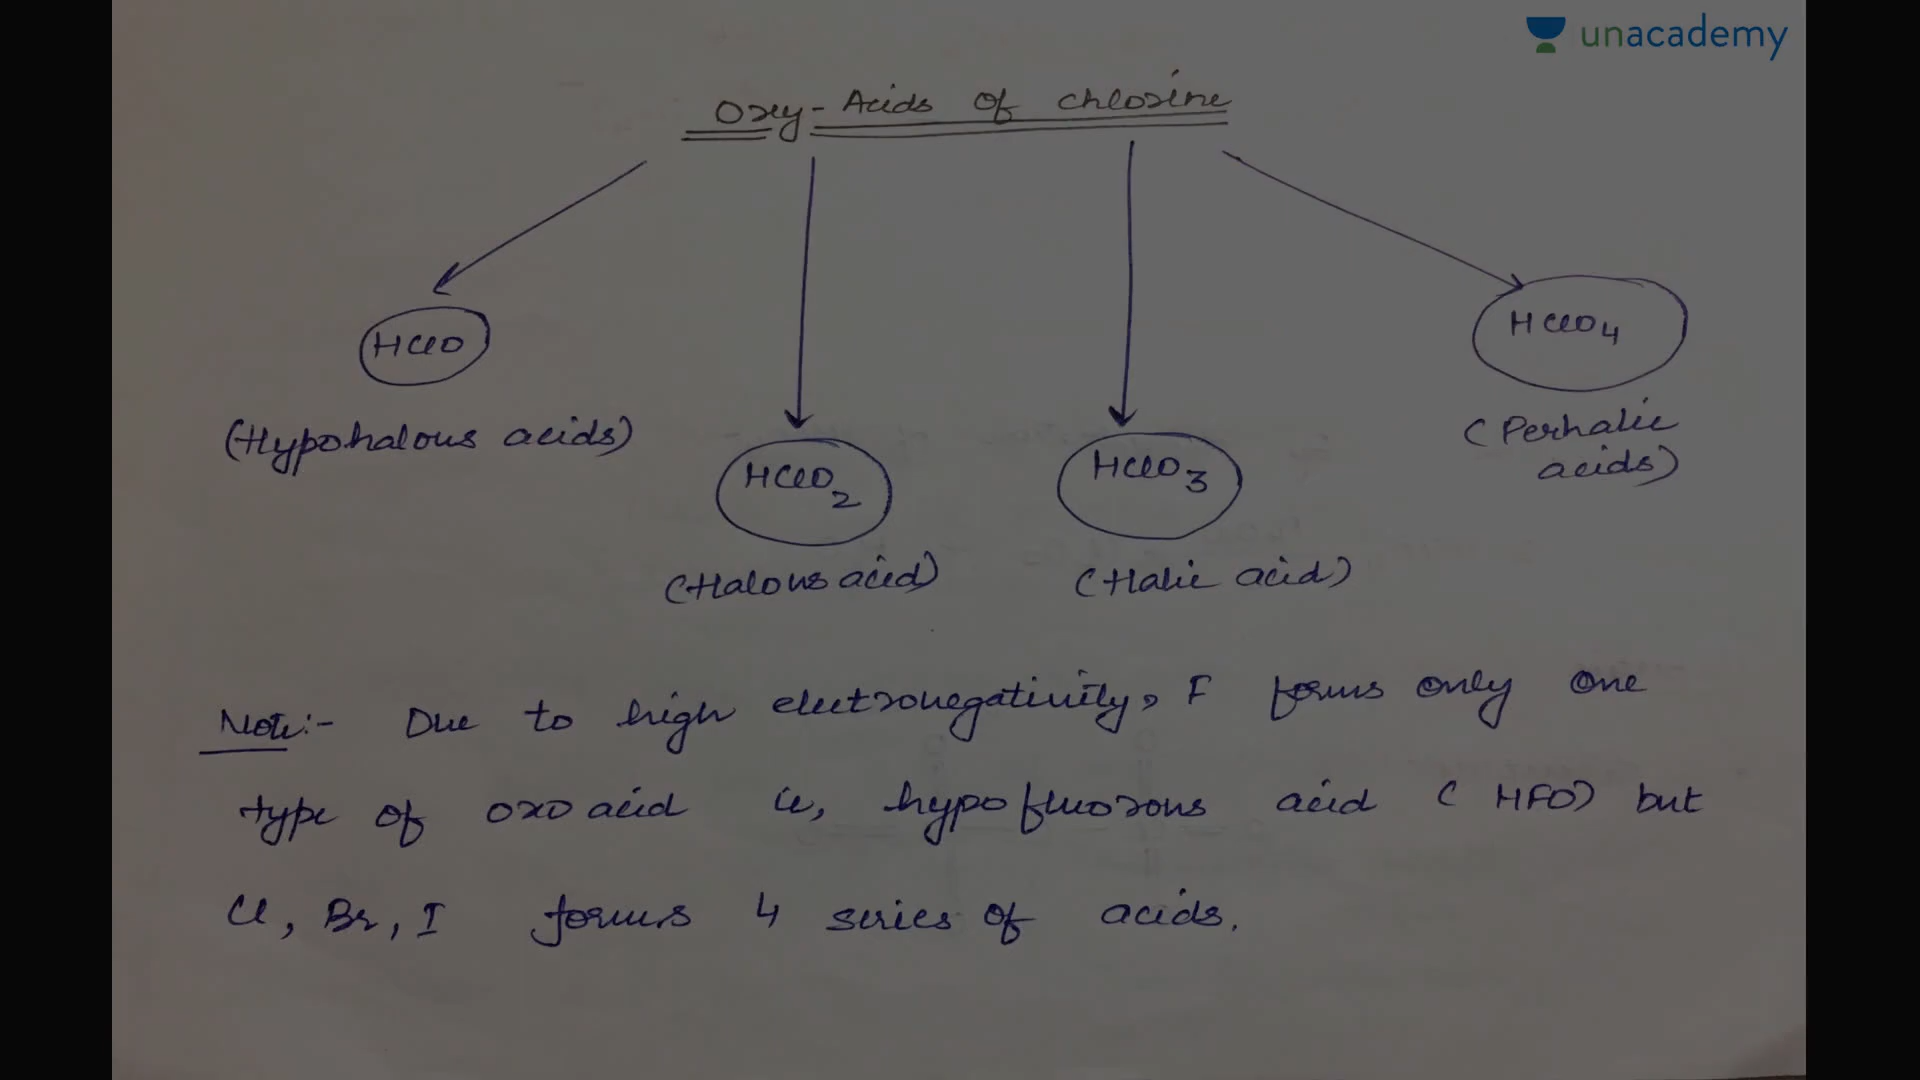 unacademy
Oxy-Acids of chlorine
HClO
HClO4
(Hypohalous acids)
(Perhalic
acids)
HClO2
HClO3
(Halous acid)
(Halic acid)
Note:- Due to high electronegativity, F forms only one
type of oxoacid ie, hypofluorous acid (HFO) but
Cl, Br, I forms 4 series of acids.